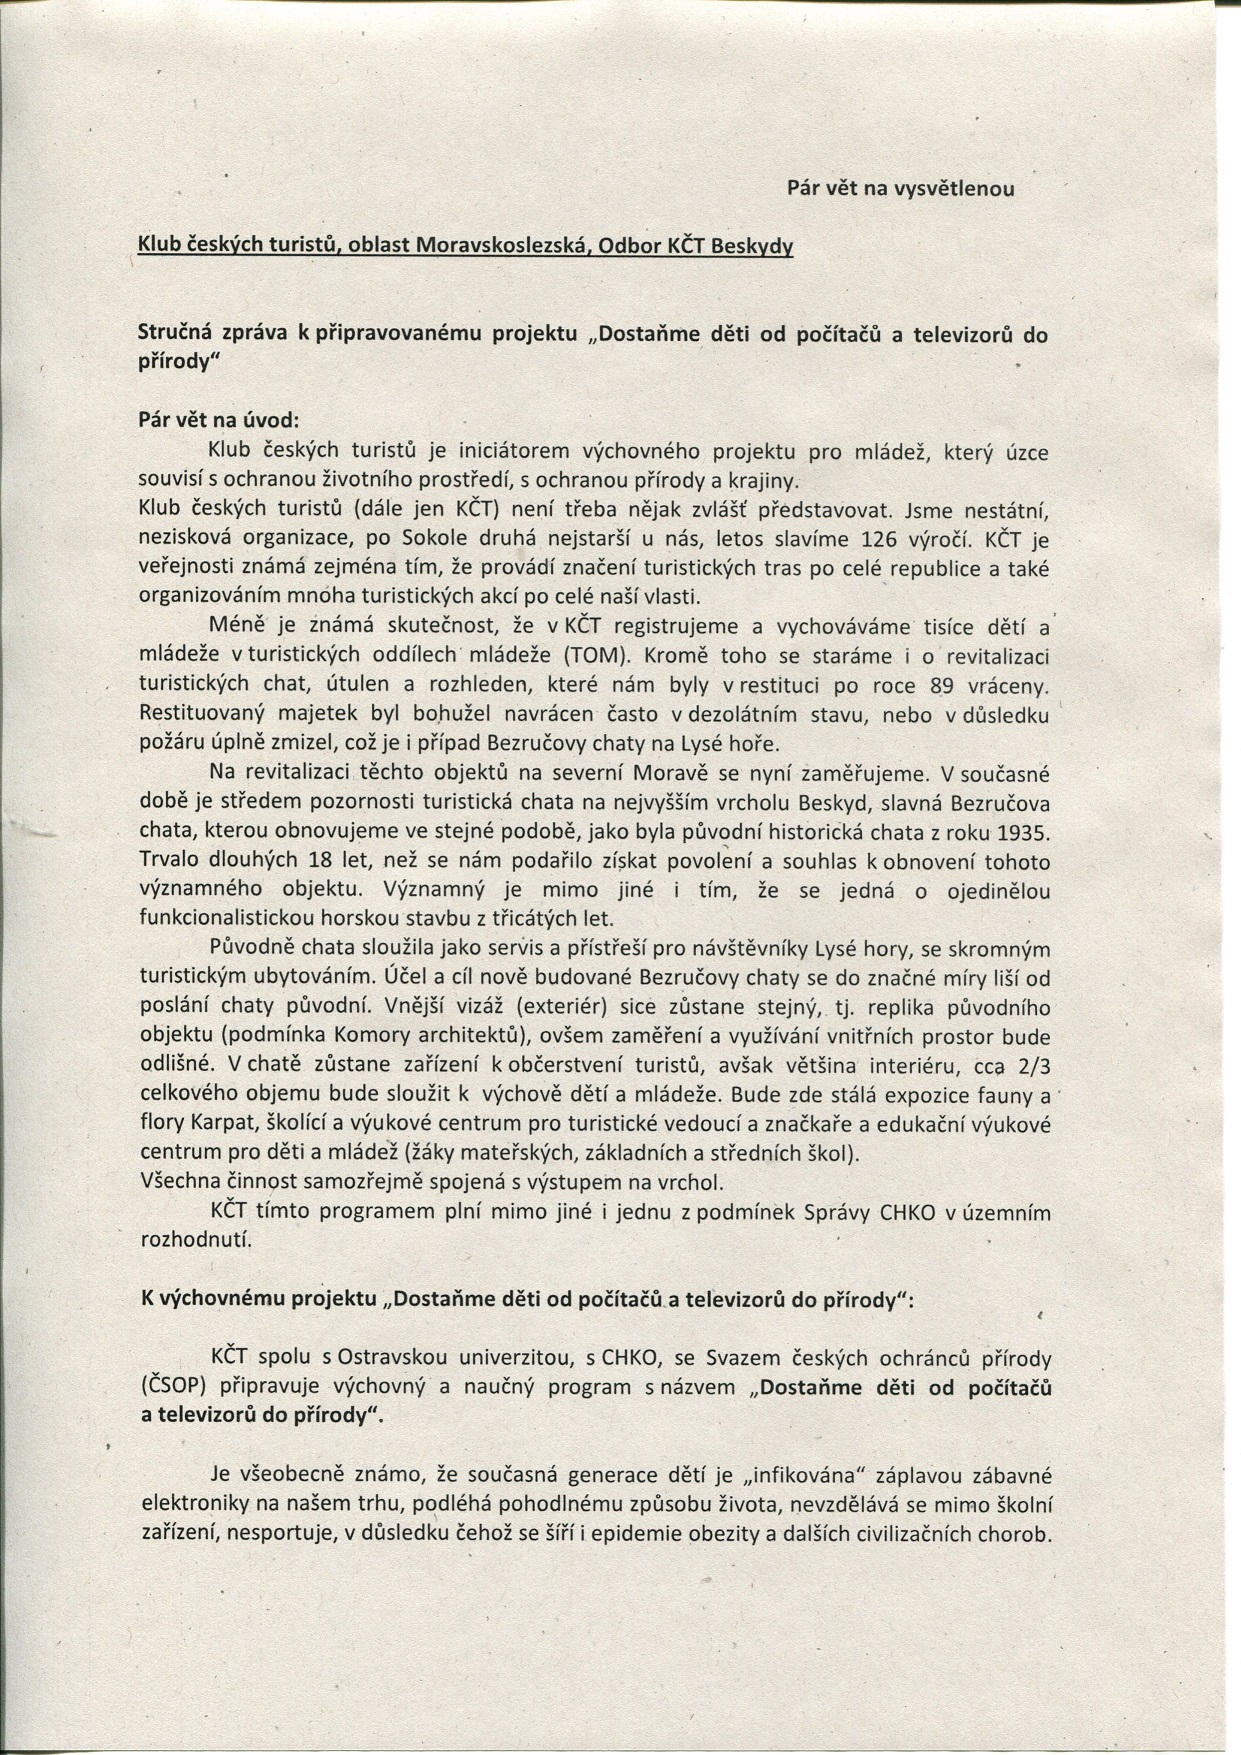 Pár vět na vysvětlenou
Klub českých turistů, oblast Moravskoslezská, Odbor KČT Beskydy
Stručná zpráva k připravovanému projektu „Dostaňme děti od počítačů a televizorů do
přírody“
Pár vět na úvod:
Klub českých turistů je iniciátorem výchovného projektu pro mládež, který úzce
souvisí s ochranou životního prostředí, s ochranou přírody a krajiny.
Klub českých turistů (dále jen KČT) není třeba nějak zvlášť představovat. Jsme nestátní,
nezisková organizace, po Sokole druhá nejstarší u nás, letos slavíme 126 výročí. KČT je
veřejnosti známá zejména tím, že provádí značení turistických tras po celé republice a také
organizováním mnoha turistických akcí po celé naší vlasti.
Méně je známá skutečnost, že v KČT registrujeme a vychováváme tisíce dětí a
mládeže v turistických oddílech mládeže (TOM). Kromě toho se staráme i o revitalizaci
turistických chat, útulen a rozhleden, které nám byly v restituci po roce 89 vráceny.
Restituovaný majetek byl bohužel navrácen často v dezolátním stavu, nebo v důsledku
požáru úplně zmizel, což je i případ Bezručovy chaty na Lysé hoře.
Na revitalizaci těchto objektů na severní Moravě se nyní zaměřujeme. V současné
době je středem pozornosti turistická chata na nejvyšším vrcholu Beskyd, slavná Bezručova
chata, kterou obnovujeme ve stejné podobě, jako byla původní historická chata z roku 1935.
Trvalo dlouhých 18 let, než se nám podařilo získat povolení a souhlas k obnovení tohoto
významného objektu. Významný je mimo jiné i tím, že se jedná o ojedinělou
funkcionalistickou horskou stavbu z třicátých let.
Původně chata sloužila jako servis a přístřeší pro návštěvníky Lysé hory, se skromným
turistickým ubytováním. Účel a cíl nově budované Bezručovy chaty se do značné míry liší od
poslání chaty původní. Vnější vizáž (exteriér) sice zůstane stejný, tj. replika původního
objektu (podmínka Komory architektů), ovšem zaměření a využívání vnitřních prostor bude
odlišné. V chatě zůstane zařízení k občerstvení turistů, avšak většina interiéru, cca 2/3
celkového objemu bude sloužit k výchově dětí a mládeže. Bude zde stálá expozice fauny a
flory Karpat, školící a výukové centrum pro turistické vedoucí a značkaře a edukační výukové
centrum pro děti a mládež (žáky mateřských, základních a středních škol).
Všechna činnost samozřejmě spojená s výstupem na vrchol.
KČT tímto programem plní mimo jiné i jednu z podmínek Správy CHKO v územním
rozhodnutí.
K výchovnému projektu „Dostaňme děti od počítačů a televizorů do přírody“:
KČT spolu s Ostravskou univerzitou, s CHKO, se Svazem českých ochránců přírody
(ČSOP) připravuje výchovný a naučný program s názvem „Dostaňme děti od počítačů
a televizorů do přírody“.
Je všeobecně známo, že současná generace dětí je „infikována“ záplavou zábavné
elektroniky na našem trhu, podléhá pohodlnému způsobu života, nevzdělává se mimo školní
zařízení, nesportuje, v důsledku čehož se šíří i epidemie obezity a dalších civilizačních chorob.